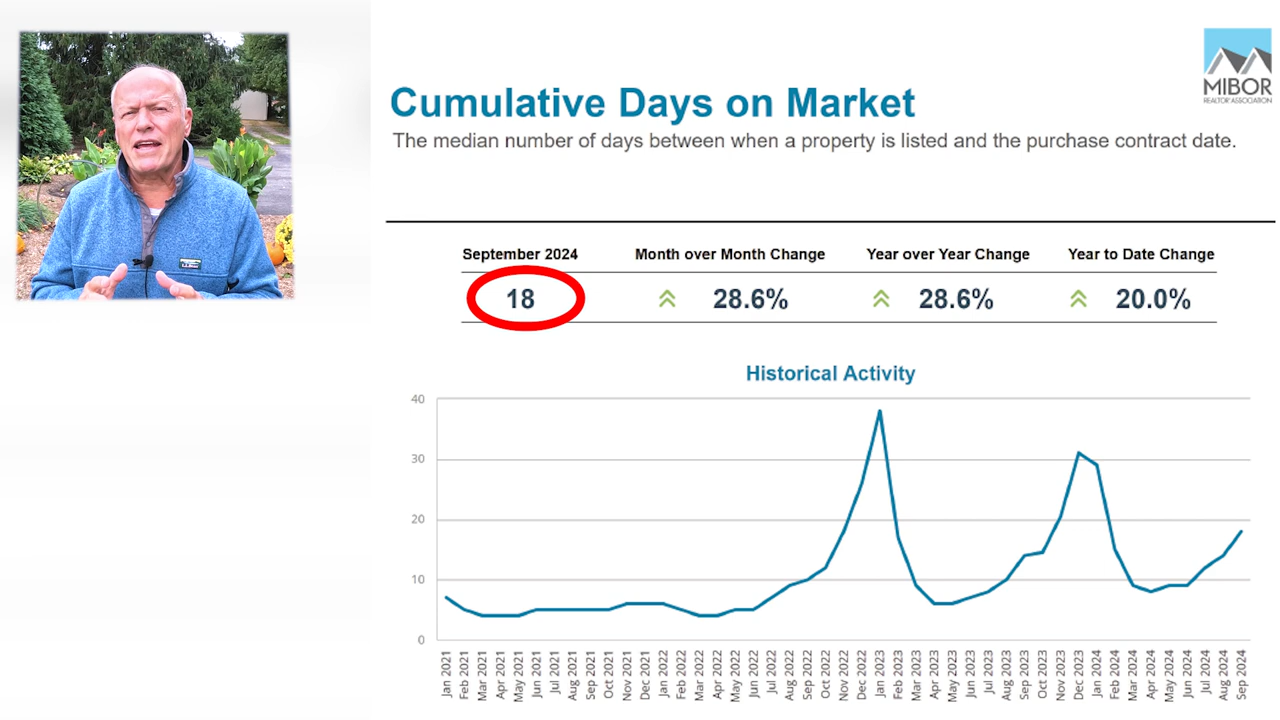 MIBOR
REALTOR ASSOCIATION
Cumulative Days on Market
The median number of days between when a property is listed and the purchase contract date.
September 2024 Month over Month Change Year over Year Change Year to Date Change
18 28.6% 28.6% 20.0%
Historical Activity
40
30
20
10
0
Jan 2021 Feb 2021 Mar 2021 Apr 2021 May 2021 Jun 2021 Jul 2021 Aug 2021 Sep 2021 Oct 2021 Nov 2021 Dec 2021 Jan 2022 Feb 2022 Mar 2022 Apr 2022 May 2022 Jun 2022 Jul 2022 Aug 2022 Sep 2022 Oct 2022 Nov 2022 Dec 2022 Jan 2023 Feb 2023 Mar 2023 Apr 2023 May 2023 Jun 2023 Jul 2023 Aug 2023 Sep 2023 Oct 2023 Nov 2023 Dec 2023 Jan 2024 Feb 2024 Mar 2024 Apr 2024 May 2024 Jun 2024 Jul 2024 Aug 2024 Sep 2024